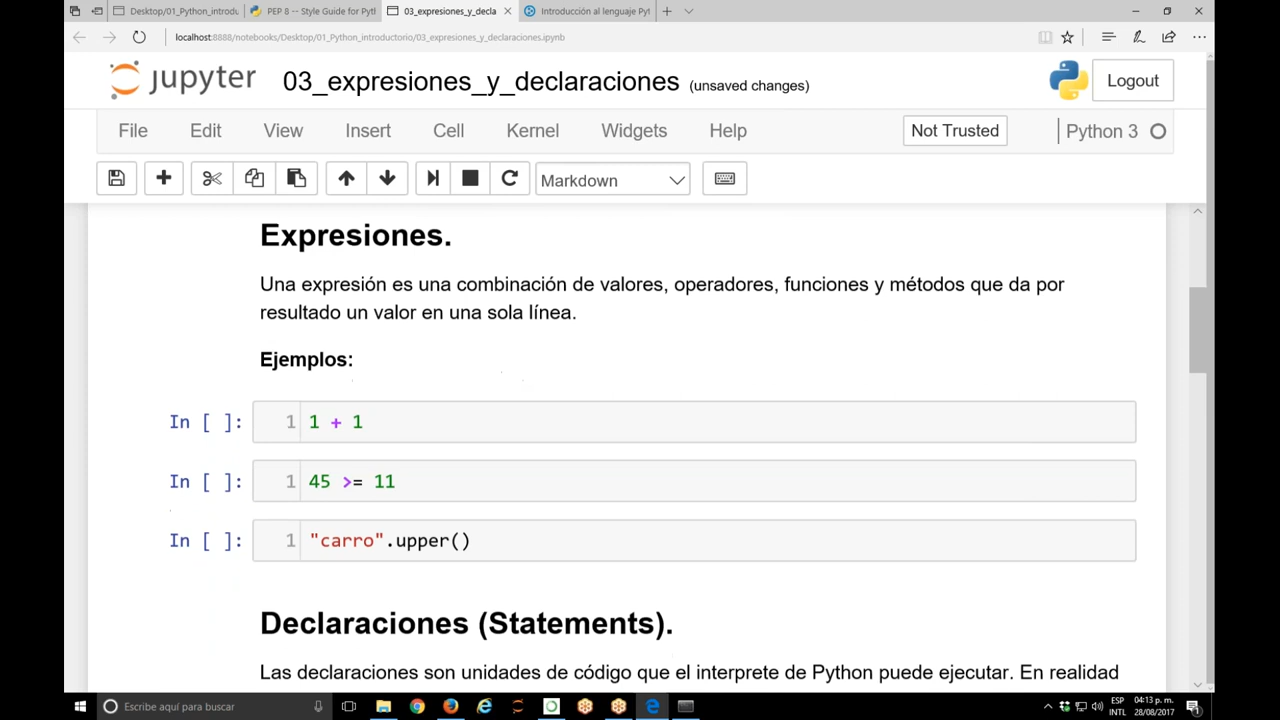 Desktop/01_Python_introdu
PEP 8 -- Style Guide for Pytl
03_expresiones_y_decla
Introducción al lenguaje Pyt
localhost:8888/notebooks/Desktop/01_Python_introductorio/03_expresiones_y_declaraciones.ipynb
jupyter 03_expresiones_y_declaraciones (unsaved changes) Logout
File Edit View Insert Cell Kernel Widgets Help Not Trusted Python 3
Markdown
Expresiones.
Una expresión es una combinación de valores, operadores, funciones y métodos que da por
resultado un valor en una sola línea.
Ejemplos:
In [ ]: 1 1 + 1
In [ ]: 1 45 >= 11
In [ ]: 1 "carro".upper()
Declaraciones (Statements).
Las declaraciones son unidades de código que el interprete de Python puede ejecutar. En realidad
Escribe aquí para buscar
ESP 04:13 p. m.
INTL 28/08/2017